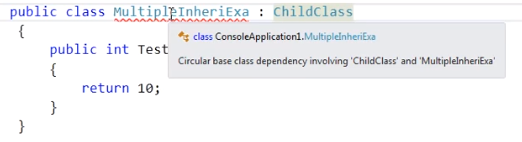 public class MultipleInheriExa : ChildClass
{
public int Test
class ConsoleApplication1.MultipleInheriExa
Circular base class dependency involving 'ChildClass' and 'MultipleInheriExa'
{
return 10;
}
}